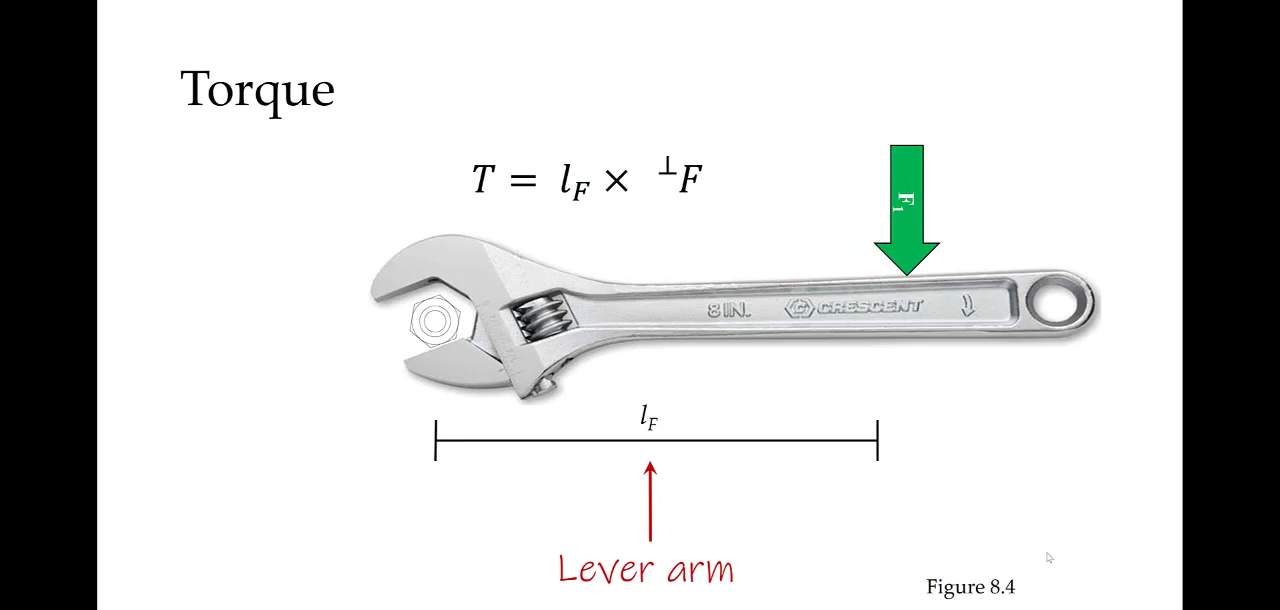 Torque
T = l_F × ⊥F
F₁
8 IN. CRESCENT
l_F
Lever arm
Figure 8.4